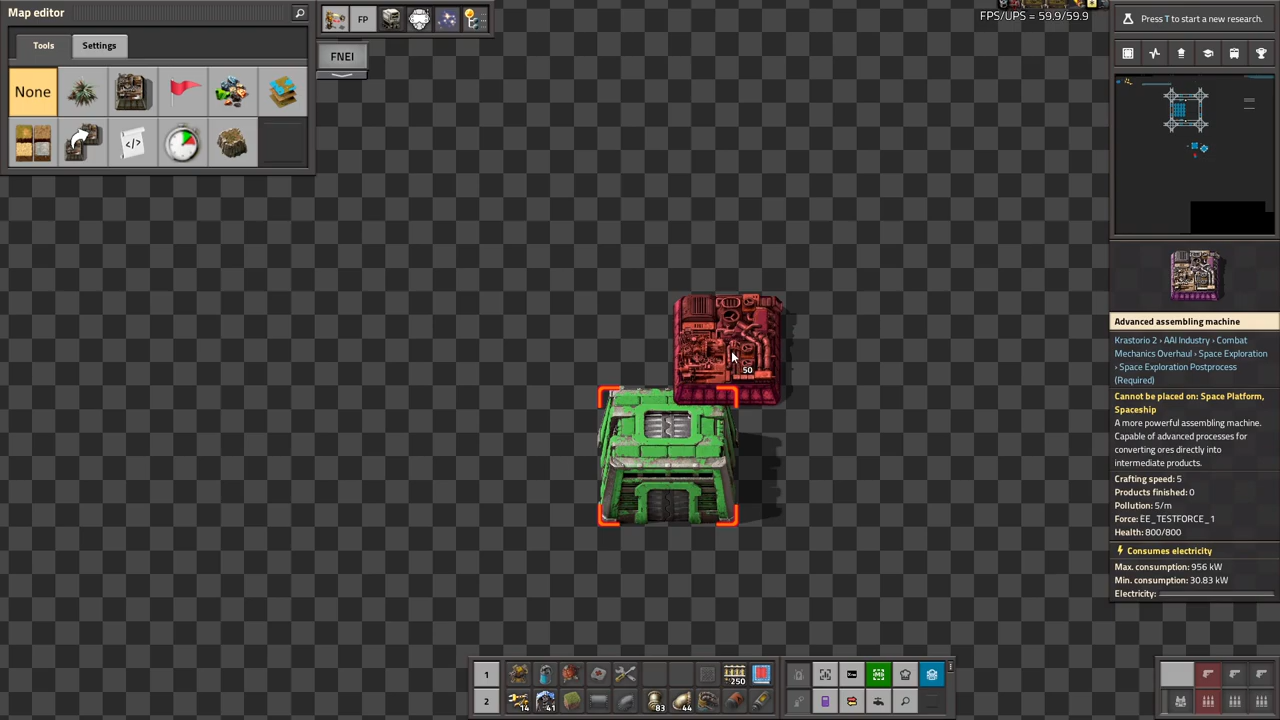 Map editor
Tools
Settings
None
FP
FNEI
FPS/UPS = 59.9/59.9
Press T to start a new research.
50
Advanced assembling machine
Krastorio 2 › AAI Industry › Combat
Mechanics Overhaul › Space Exploration
› Space Exploration Postprocess
(Required)
Cannot be placed on: Space Platform,
Spaceship
A more powerful assembling machine.
Capable of advanced processes for
converting ores directly into
intermediate products.
Crafting speed: 5
Products finished: 0
Pollution: 5/m
Force: EE_TESTFORCE_1
Health: 800/800
Consumes electricity
Max. consumption: 956 kW
Min. consumption: 30.83 kW
Electricity:
1
250
2
14
41
83
44